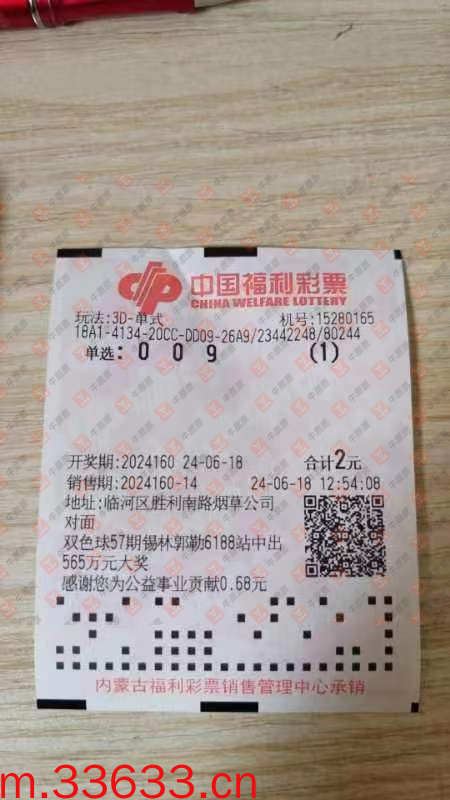 中国福利彩票
CHINA WELFARE LOTTERY
玩法:3D-单式 机号:15280165
18A1-4134-20CC-DD09-26A9/23442248/80244
单选: 0 0 9 (1)
开奖期:2024160 24-06-18 合计2元
销售期:2024160-14 24-06-18 12:54:08
地址:临河区胜利南路烟草公司
对面
双色球57期锡林郭勒6188站中出
565万元大奖
感谢您为公益事业贡献0.68元
内蒙古福利彩票销售管理中心承销
m.33633.cn